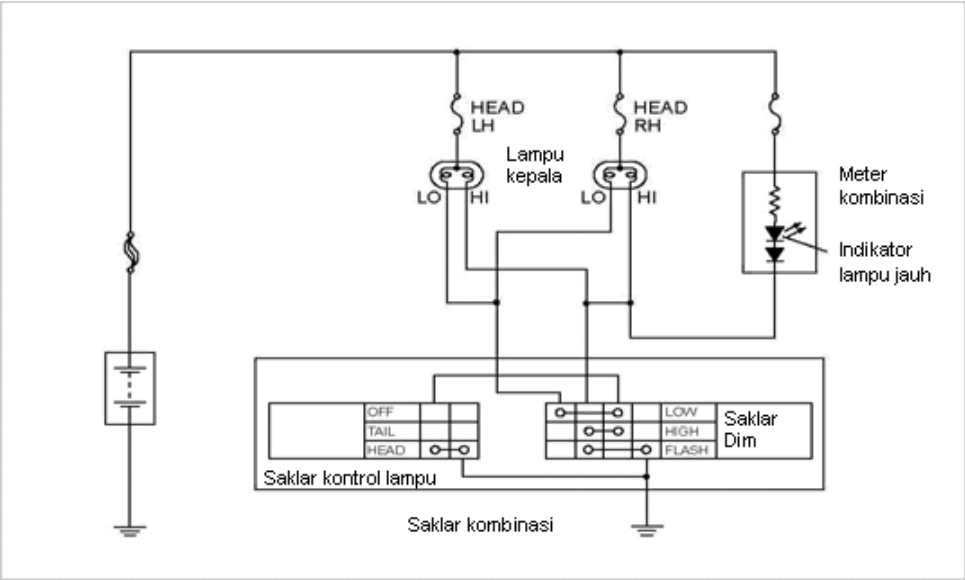 HEAD
LH
HEAD
RH
Lampu
kepala
LO HI
LO HI
Meter
kombinasi
Indikator
lampu jauh
OFF
TAIL
HEAD
LOW
HIGH
FLASH
Saklar
Dim
Saklar kontrol lampu
Saklar kombinasi